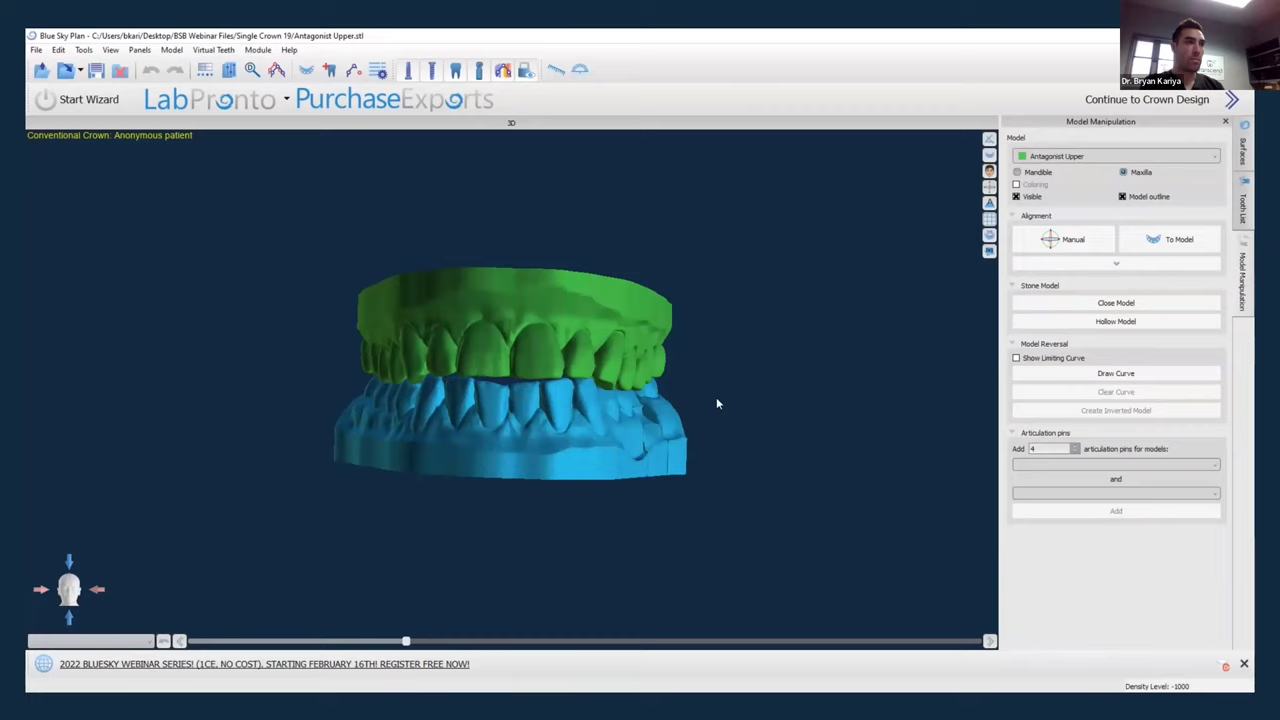 Blue Sky Plan - C:/Users/bkari/Desktop/BSB Webinar Files/Single Crown 19/Antagonist Upper.stl
File Edit Tools View Panels Model Virtual Teeth Module Help
Start Wizard LabPronto PurchaseExports Continue to Crown Design
Dr. Bryan Kariya
3D
Conventional Crown: Anonymous patient
Model Manipulation
Model
Antagonist Upper
Mandible Maxilla
Coloring
Visible Model outline
Alignment
Manual To Model
Stone Model
Close Model
Hollow Model
Model Reversal
Show Limiting Curve
Draw Curve
Clear Curve
Create Inverted Model
Articulation pins
Add 4 articulation pins for models:
and
Add
Surfaces
Tooth List
Model Manipulation
2022 BLUESKY WEBINAR SERIES! (1CE, NO COST), STARTING FEBRUARY 16TH! REGISTER FREE NOW!
Density Level: -1000